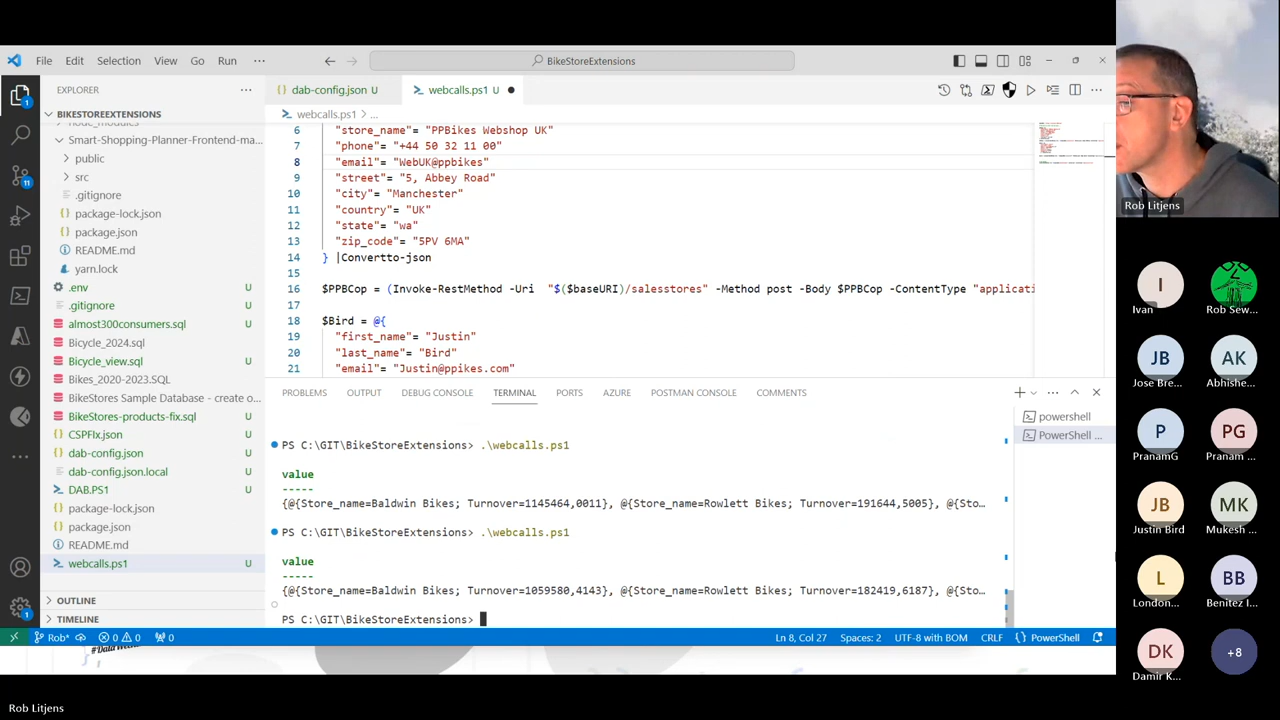 File Edit Selection View Go Run ···
BikeStoreExtensions
EXPLORER
dab-config.json U
webcalls.ps1 U
BIKESTOREEXTENSIONS
webcalls.ps1 > ...
node_modules
Smart-Shopping-Planner-Frontend-ma...
public
src
.gitignore
package-lock.json
package.json
README.md
yarn.lock
.env U
.gitignore U
almost300consumers.sql U
Bicycle_2024.sql
Bicycle_view.sql U
Bikes_2020-2023.SQL
BikeStores Sample Database - create o...
BikeStores-products-fix.sql U
CSPFIx.json U
dab-config.json U
dab-config.json.local U
DAB.PS1 U
package-lock.json
package.json
README.md
webcalls.ps1 U
OUTLINE
TIMELINE
6 "store_name"= "PPBikes Webshop UK"
7 "phone"= "+44 50 32 11 00"
8 "email"= "WebUK@ppbikes"
9 "street"= "5, Abbey Road"
10 "city"= "Manchester"
11 "country"= "UK"
12 "state"= "wa"
13 "zip_code"= "5PV 6MA"
14 } |Convertto-json
15
16 $PPBCop = (Invoke-RestMethod -Uri "$($baseURI)/salesstores" -Method post -Body $PPBCop -ContentType "applicati
17
18 $Bird = @{
19 "first_name"= "Justin"
20 "last_name"= "Bird"
21 "email"= "Justin@ppikes.com"
PROBLEMS OUTPUT DEBUG CONSOLE TERMINAL PORTS AZURE POSTMAN CONSOLE COMMENTS
powershell
PowerShell ...
PS C:\GIT\BikeStoreExtensions> .\webcalls.ps1
value
-----
{@{Store_name=Baldwin Bikes; Turnover=1145464,0011}, @{Store_name=Rowlett Bikes; Turnover=191644,5005}, @{Sto…
PS C:\GIT\BikeStoreExtensions> .\webcalls.ps1
value
-----
{@{Store_name=Baldwin Bikes; Turnover=1059580,4143}, @{Store_name=Rowlett Bikes; Turnover=182419,6187}, @{Sto…
PS C:\GIT\BikeStoreExtensions>
1
11
1
Rob* 0 0 0
Ln 8, Col 27 Spaces: 2 UTF-8 with BOM CRLF {} PowerShell
Rob Litjens
I
Ivan
Rob Sew...
JB
Jose Bre...
AK
Abhishe...
P
PranamG
PG
Pranam ...
JB
Justin Bird
MK
Mukesh ...
L
London...
BB
Benitez I...
DK
Damir K...
+8
Rob Litjens